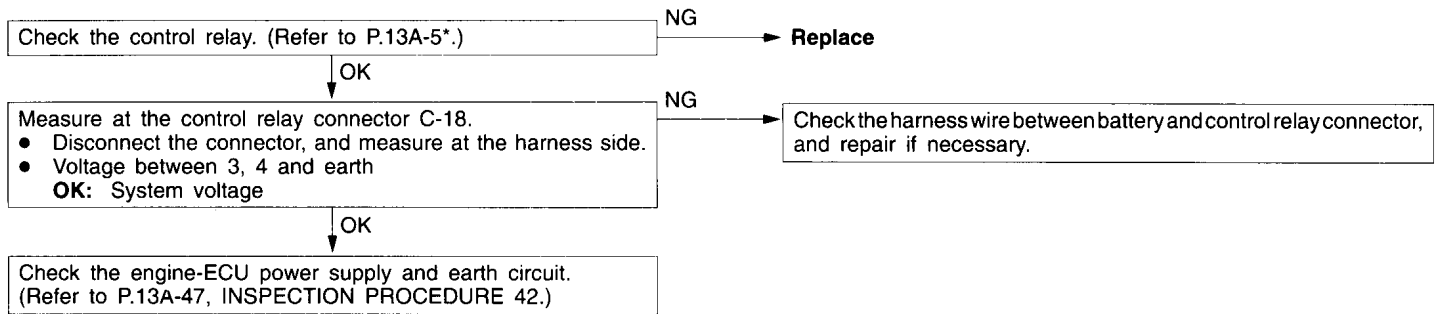 NG
Check the control relay. (Refer to P.13A-5*.)
Replace
OK
Measure at the control relay connector C-18.
NG
● Disconnect the connector, and measure at the harness side.
● Voltage between 3, 4 and earth
OK: System voltage
Check the harness wire between battery and control relay connector,
and repair if necessary.
OK
Check the engine-ECU power supply and earth circuit.
(Refer to P.13A-47, INSPECTION PROCEDURE 42.)